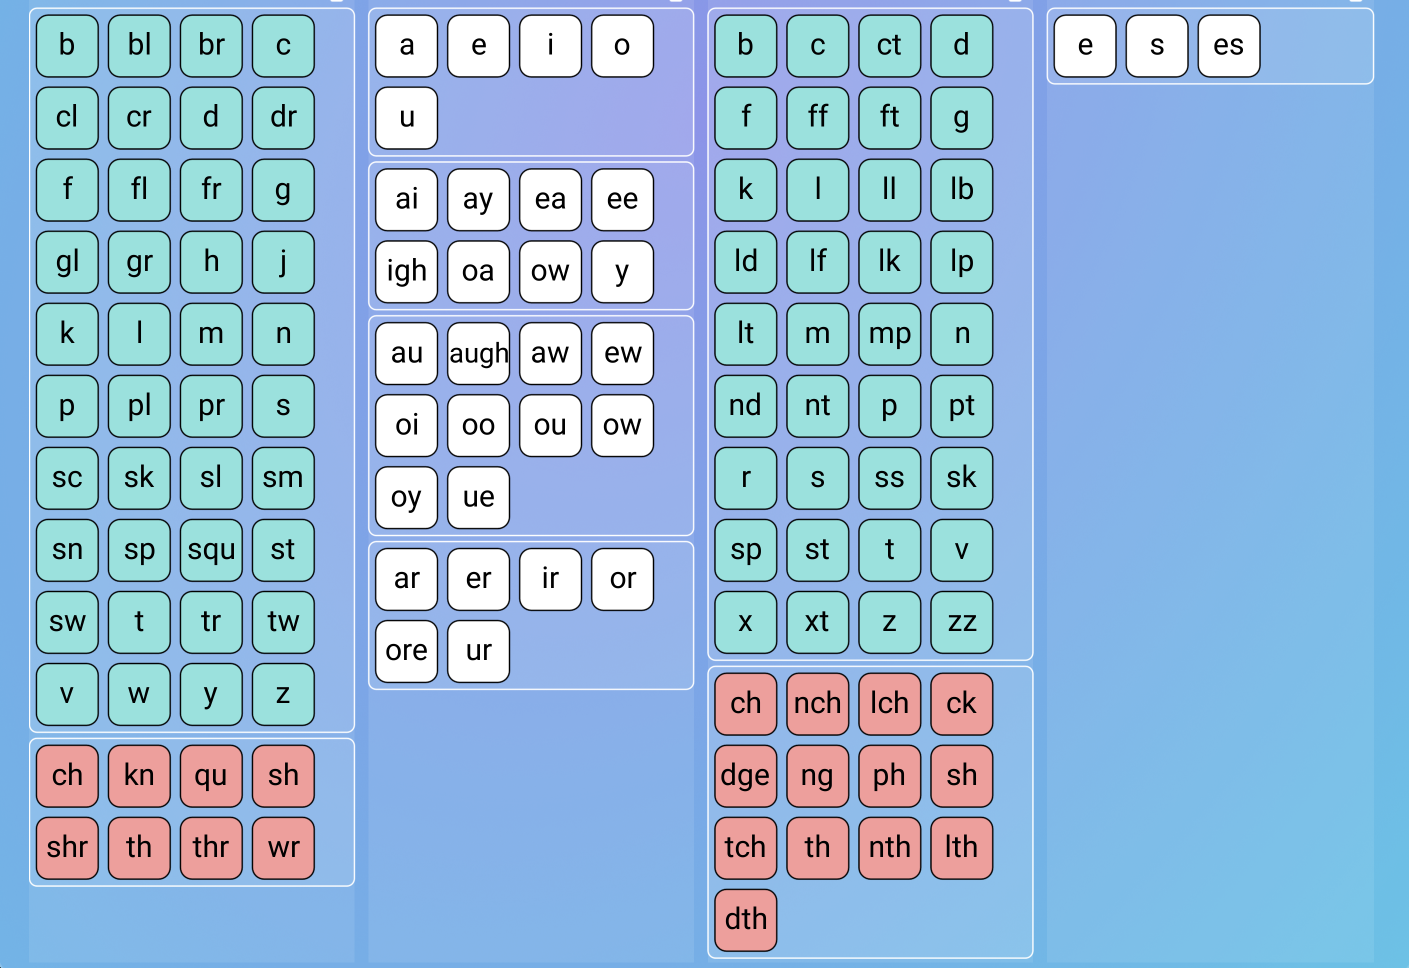 b bl br c
cl cr d dr
f fl fr g
gl gr h j
k l m n
p pl pr s
sc sk sl sm
sn sp squ st
sw t tr tw
v w y z
ch kn qu sh
shr th thr wr
a e i o
u
ai ay ea ee
igh oa ow y
au augh aw ew
oi oo ou ow
oy ue
ar er ir or
ore ur
b c ct d
f ff ft g
k l ll lb
ld lf lk lp
lt m mp n
nd nt p pt
r s ss sk
sp st t v
x xt z zz
ch nch lch ck
dge ng ph sh
tch th nth lth
dth
e s es